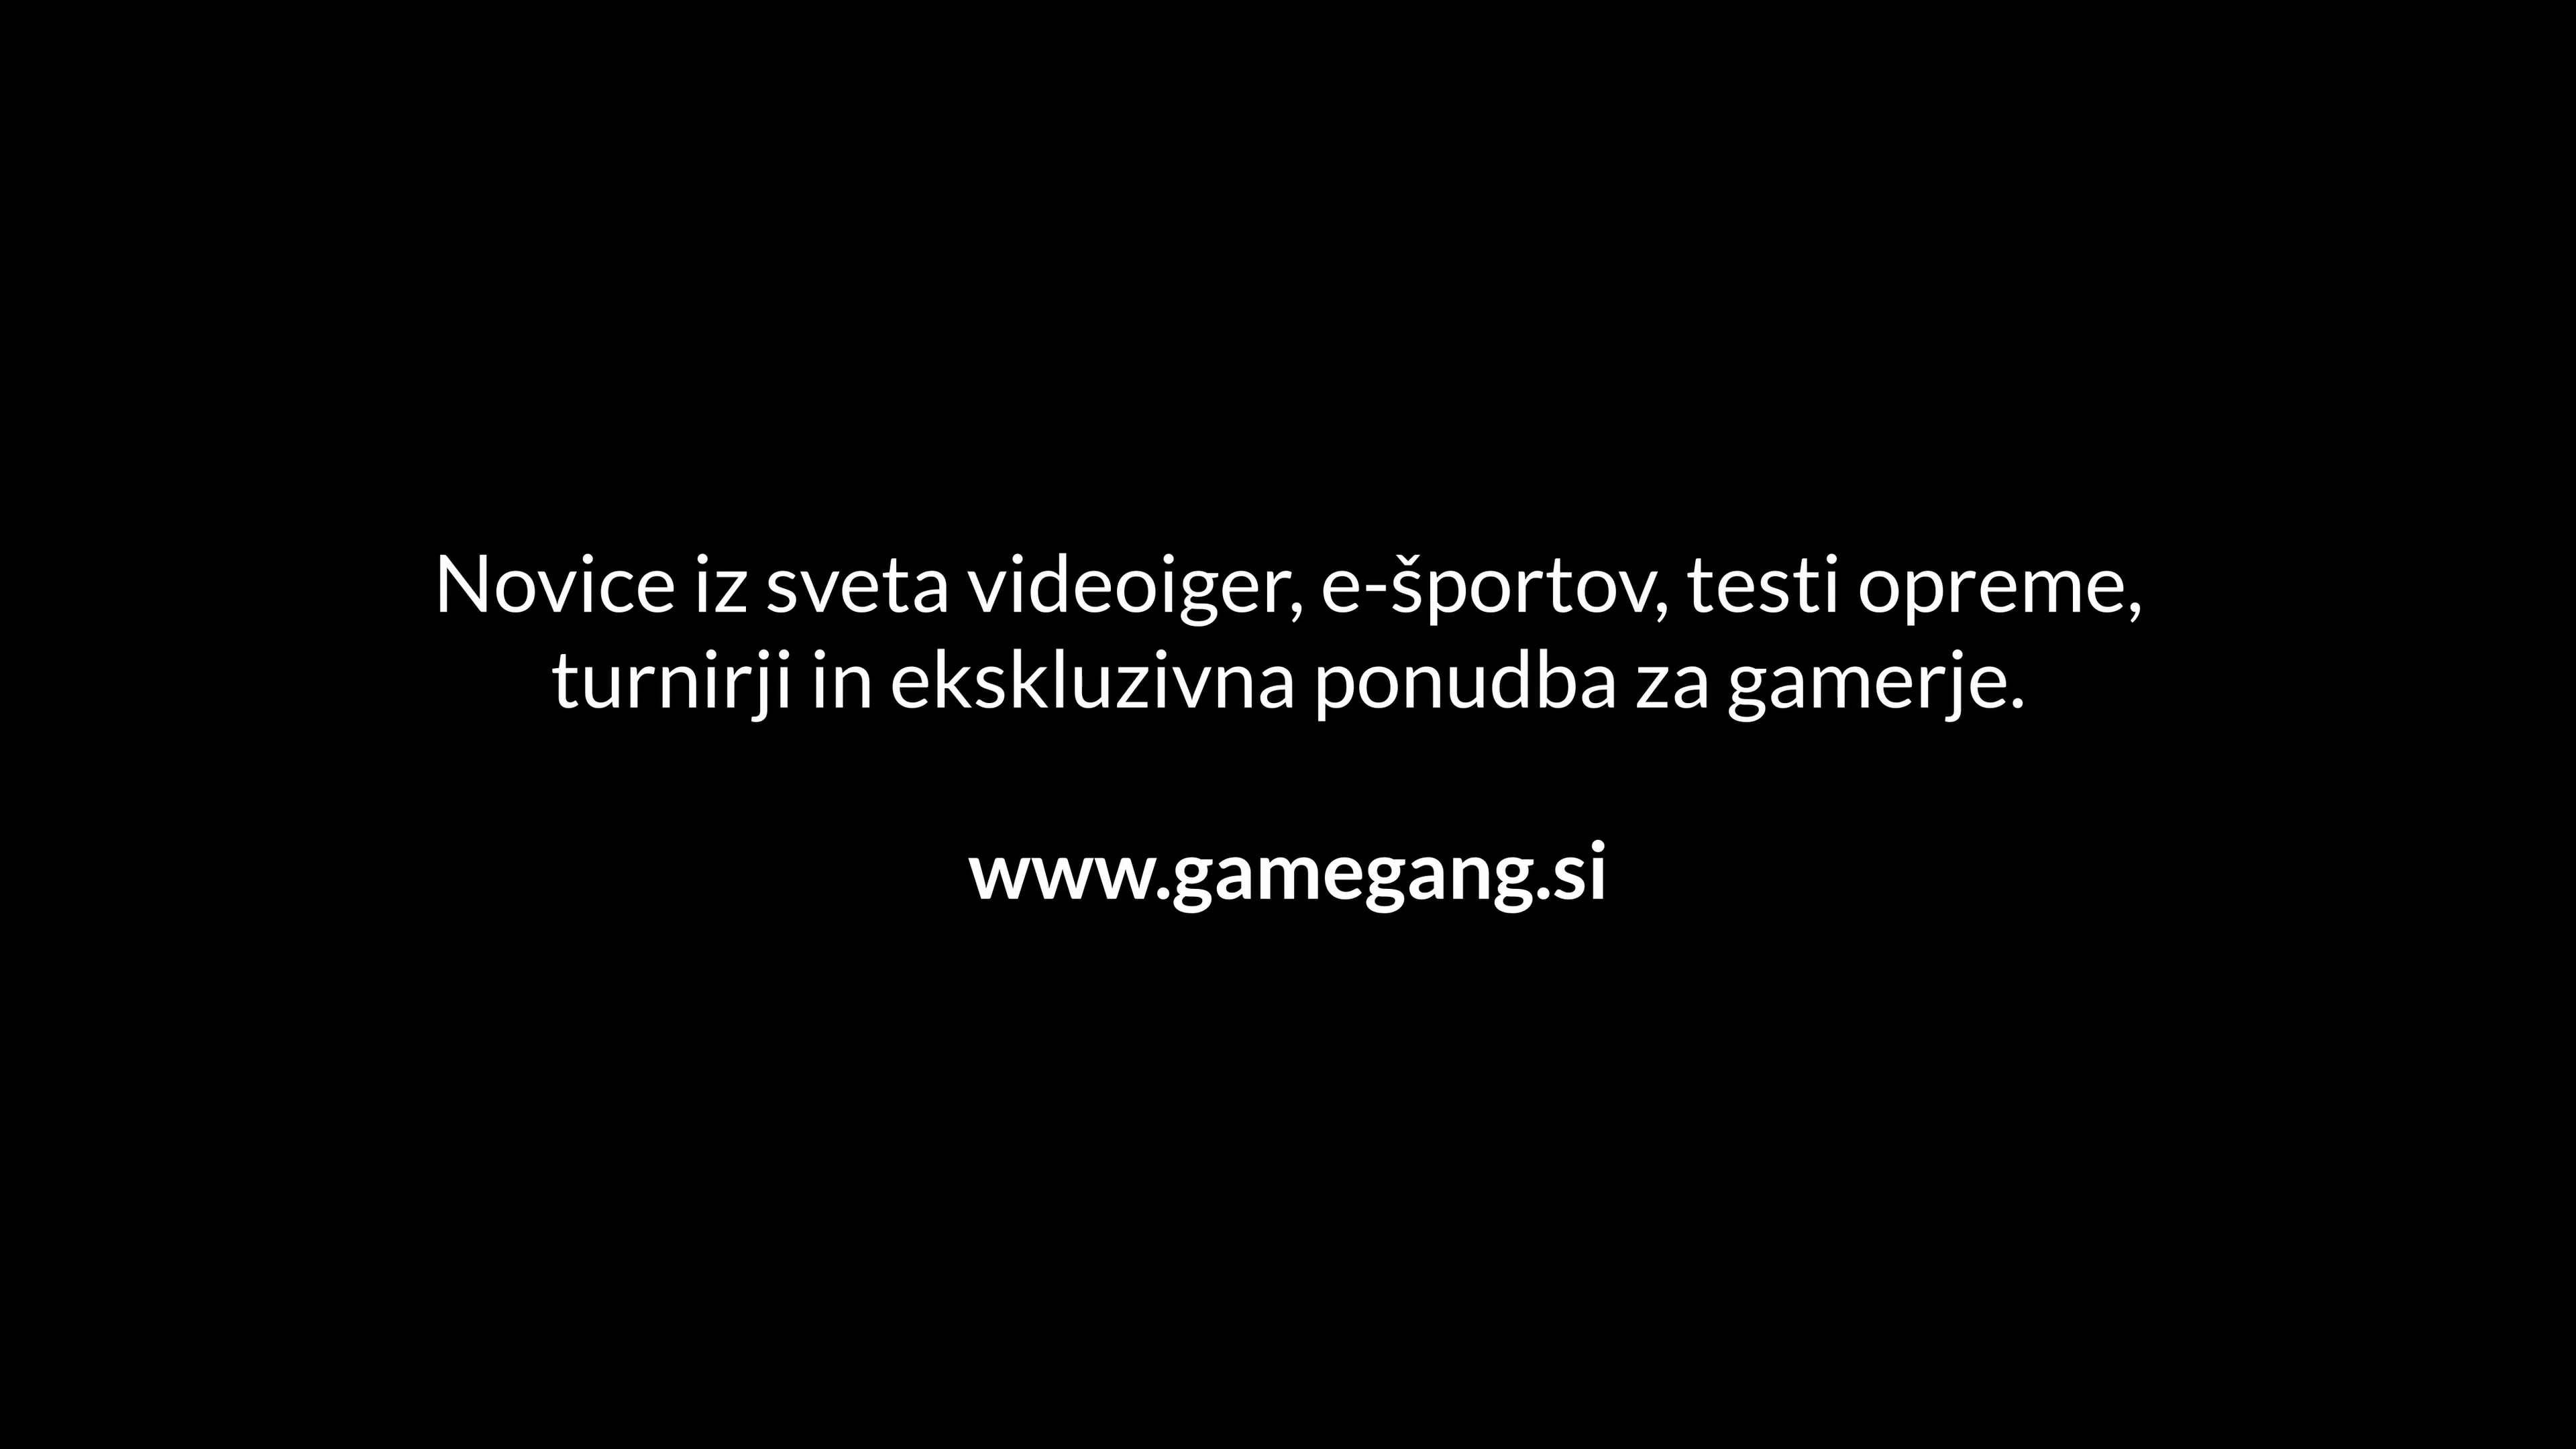 Novice iz sveta videoiger, e-športov, testi opreme,
turnirji in ekskluzivna ponudba za gamerje.
www.gamegang.si